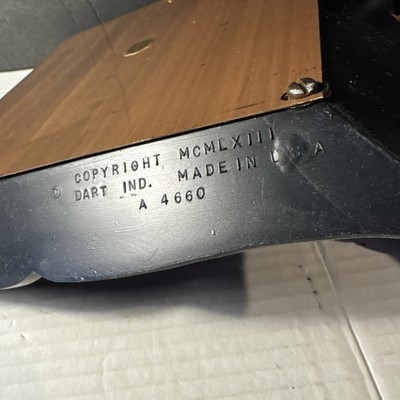 © COPYRIGHT MCMLXIII
DART IND. MADE IN U S A
A 4660